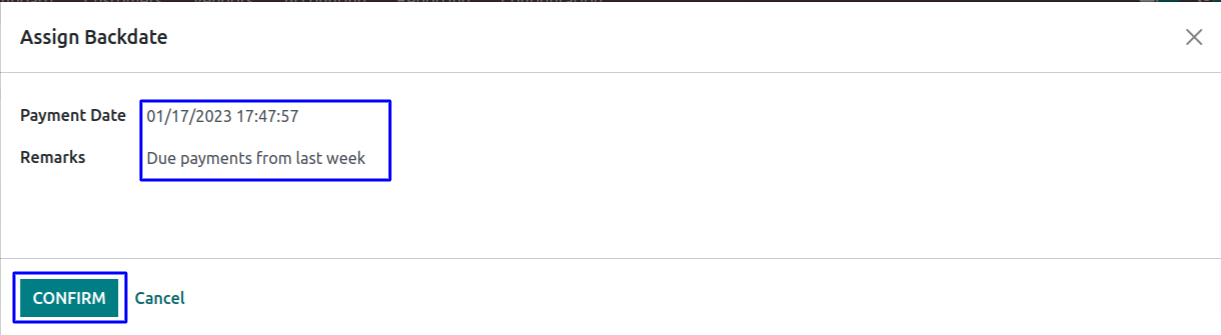 Assign Backdate
Payment Date 01/17/2023 17:47:57
Remarks Due payments from last week
CONFIRM Cancel